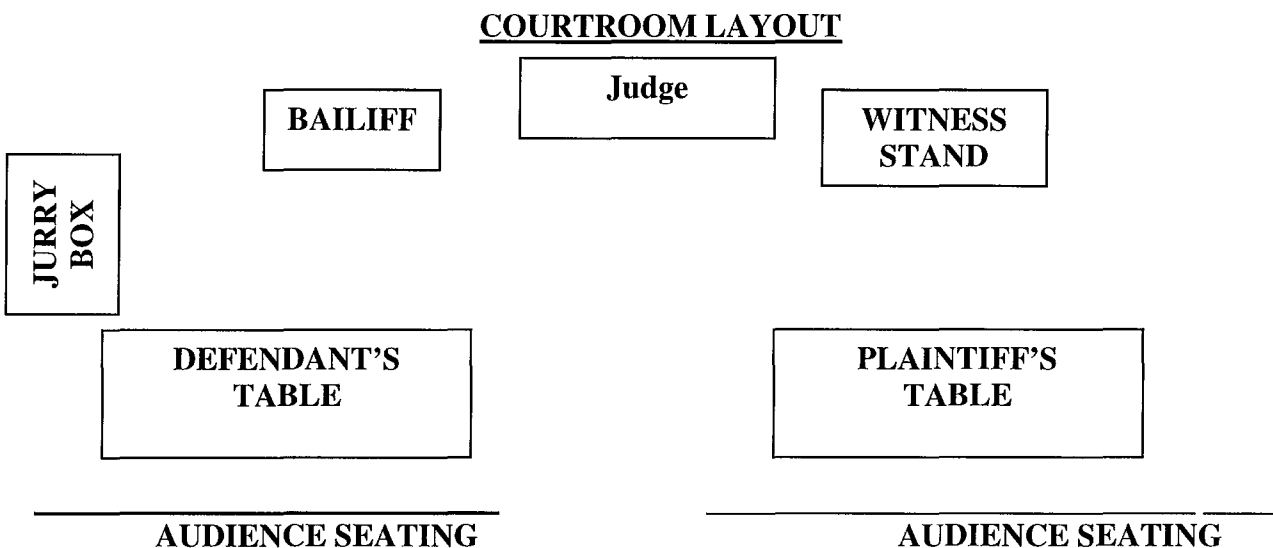 COURTROOM LAYOUT
Judge
BAILIFF
WITNESS
STAND
JURRY
BOX
DEFENDANT'S
TABLE
PLAINTIFF'S
TABLE
AUDIENCE SEATING
AUDIENCE SEATING